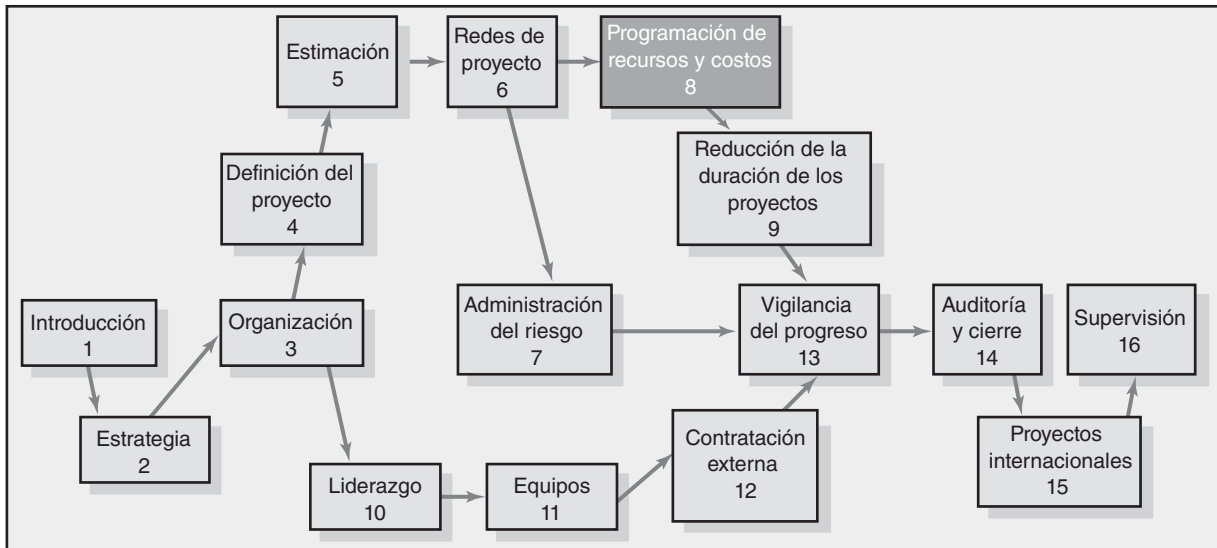 Estimación
5
Redes de
proyecto
6
Programación de
recursos y costos
8
Reducción de la
duración de los
proyectos
9
Definición del
proyecto
4
Introducción
1
Organización
3
Administración
del riesgo
7
Vigilancia
del progreso
13
Auditoría
y cierre
14
Supervisión
16
Estrategia
2
Liderazgo
10
Equipos
11
Contratación
externa
12
Proyectos
internacionales
15